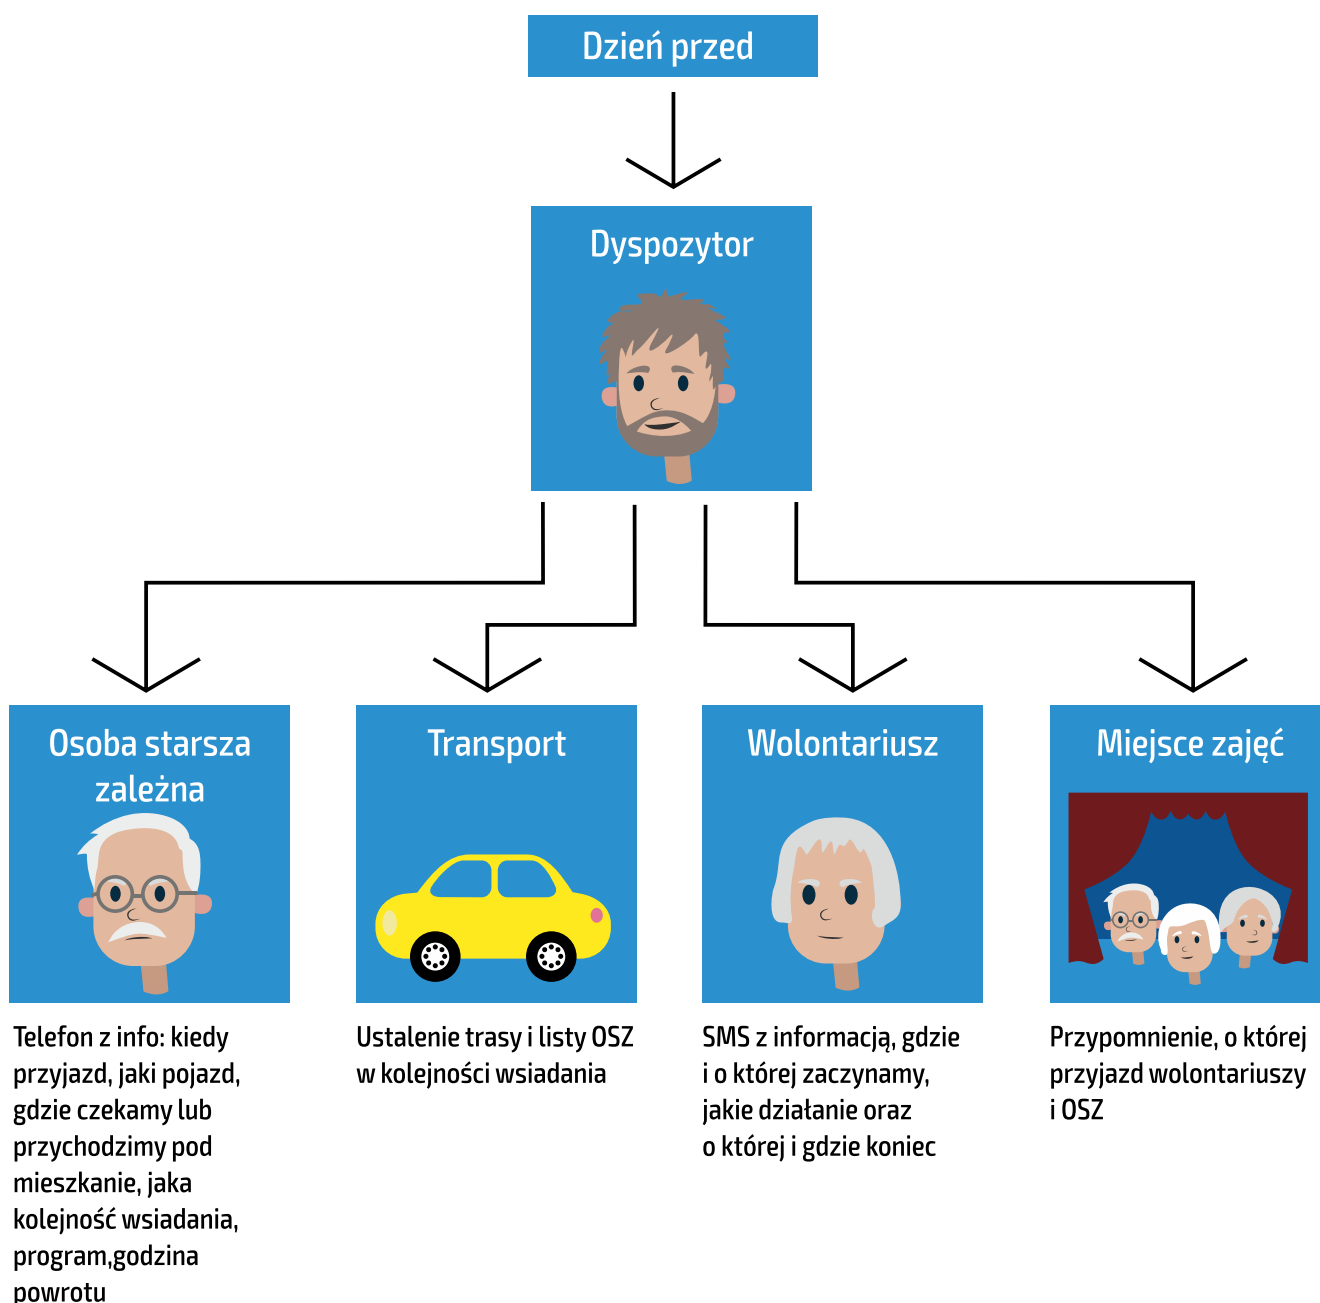 Dzień przed
Dyspozytor
Osoba starsza
zależna
Telefon z info: kiedy
przyjazd, jaki pojazd,
gdzie czekamy lub
przychodzimy pod
mieszkanie, jaka
kolejność wsiadania,
program,godzina
powrotu
Transport
Ustalenie trasy i listy OSZ
w kolejności wsiadania
Wolontariusz
SMS z informacją, gdzie
i o której zaczynamy,
jakie działanie oraz
o której i gdzie koniec
Miejsce zajęć
Przypomnienie, o której
przyjazd wolontariuszy
i OSZ